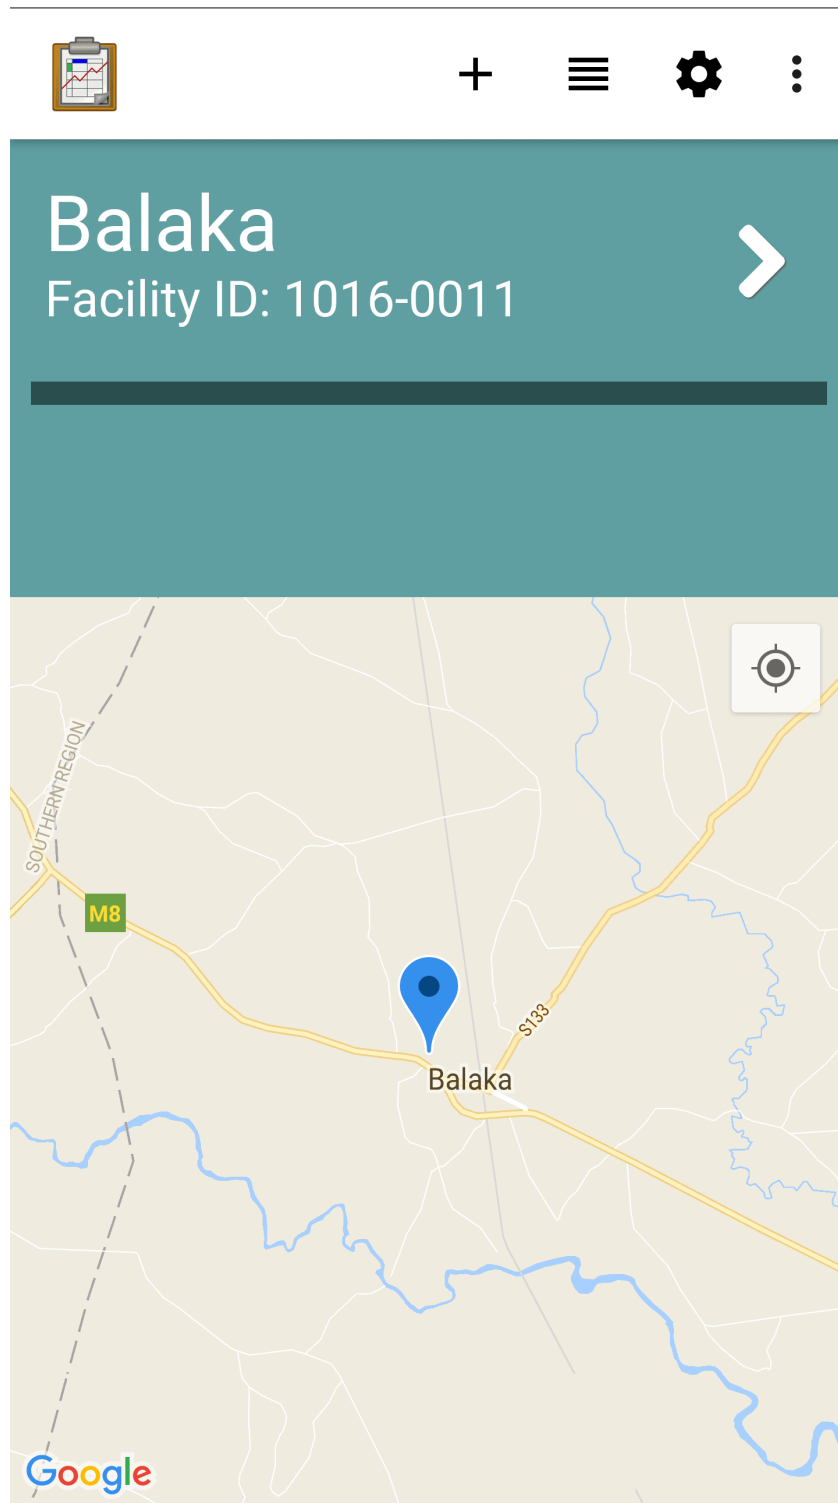 Balaka
Facility ID: 1016-0011
SOUTHERN REGION
M8
S133
Balaka
Google